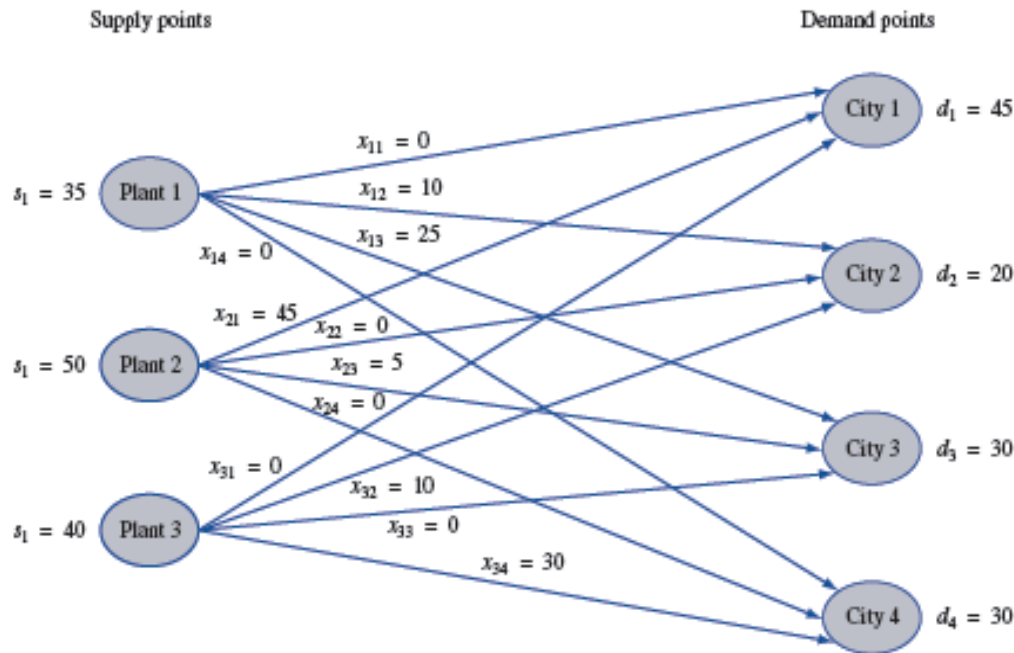 Supply points
Demand points
City 1
d₁ = 45
x₁₁ = 0
s₁ = 35
Plant 1
x₁₂ = 10
x₁₃ = 25
x₁₄ = 0
City 2
d₂ = 20
x₂₁ = 45
x₂₂ = 0
s₁ = 50
Plant 2
x₂₃ = 5
x₂₄ = 0
City 3
d₃ = 30
x₃₁ = 0
x₃₂ = 10
s₁ = 40
Plant 3
x₃₃ = 0
x₃₄ = 30
City 4
d₄ = 30